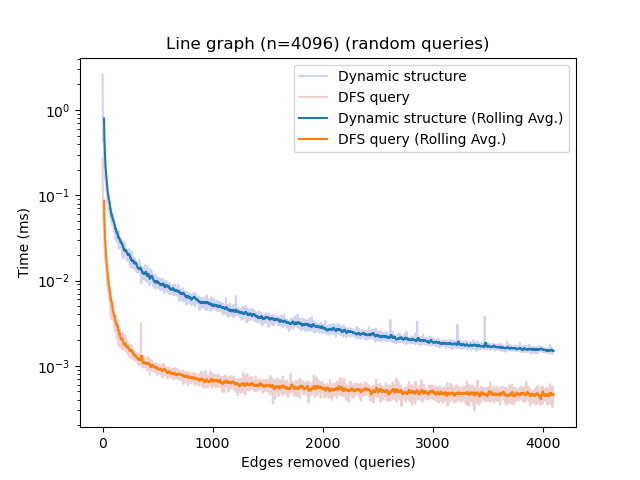 Line graph (n=4096) (random queries)
Dynamic structure
DFS query
Dynamic structure (Rolling Avg.)
DFS query (Rolling Avg.)
Time (ms)
10⁰
10⁻¹
10⁻²
10⁻³
0 1000 2000 3000 4000
Edges removed (queries)